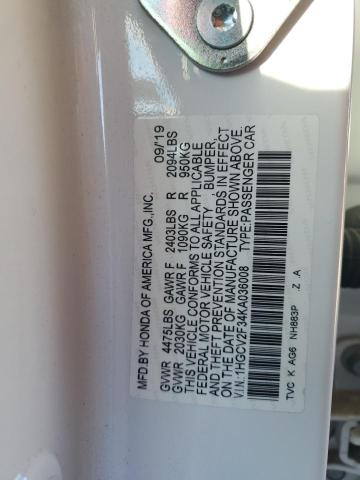 MFD.BY HONDA OF AMERICA MFG.,INC. 09/19
GVWR 4475LBS GAWR F 2403LBS R 2094LBS
GVWR 2030KG GAWR F 1090KG R 950KG
THIS VEHICLE CONFORMS TO ALL APPLICABLE
FEDERAL MOTOR VEHICLE SAFETY , BUMPER,
AND THEFT PREVENTION STANDARDS IN EFFECT
ON THE DATE OF MANUFACTURE SHOWN ABOVE.
V.I.N. 1HGCV2F34KA036008 TYPE:PASSENGER CAR
TVC K AG6 NH883P .Z .A